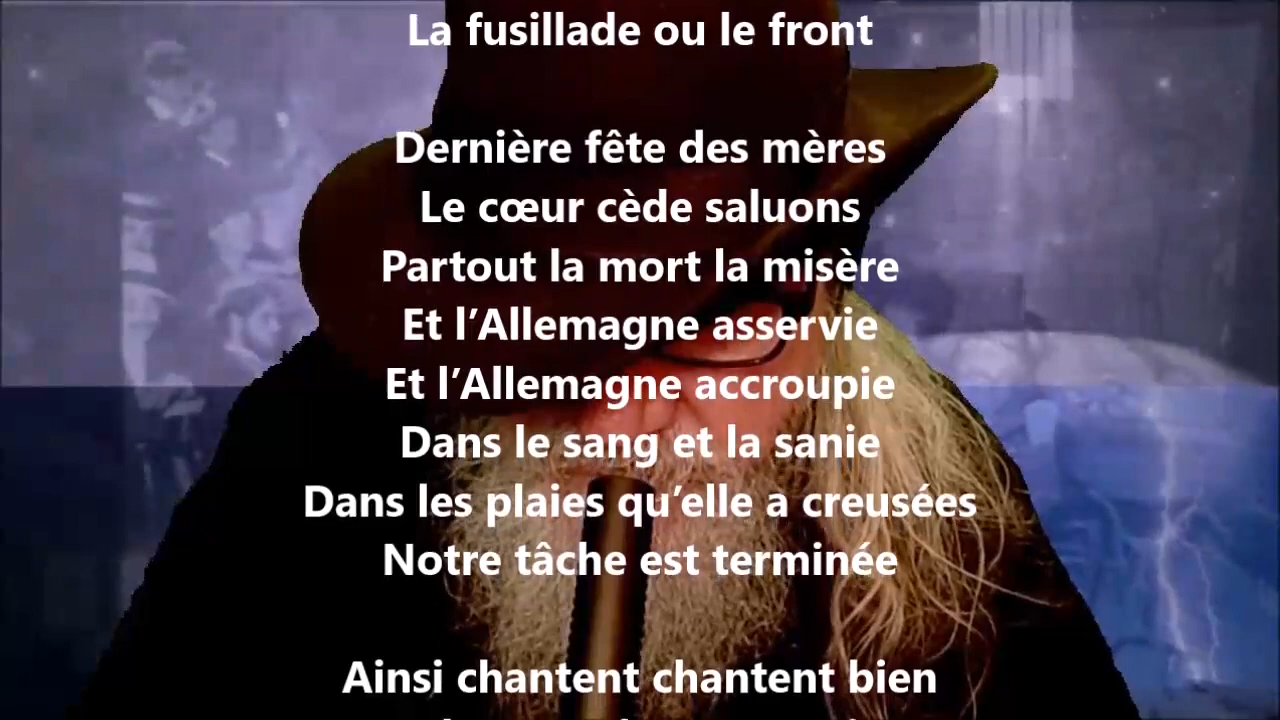 La fusillade ou le front
Dernière fête des mères
Le cœur cède saluons
Partout la mort la misère
Et l’Allemagne asservie
Et l’Allemagne accroupie
Dans le sang et la sanie
Dans les plaies qu’elle a creusées
Notre tâche est terminée
Ainsi chantent chantent bien